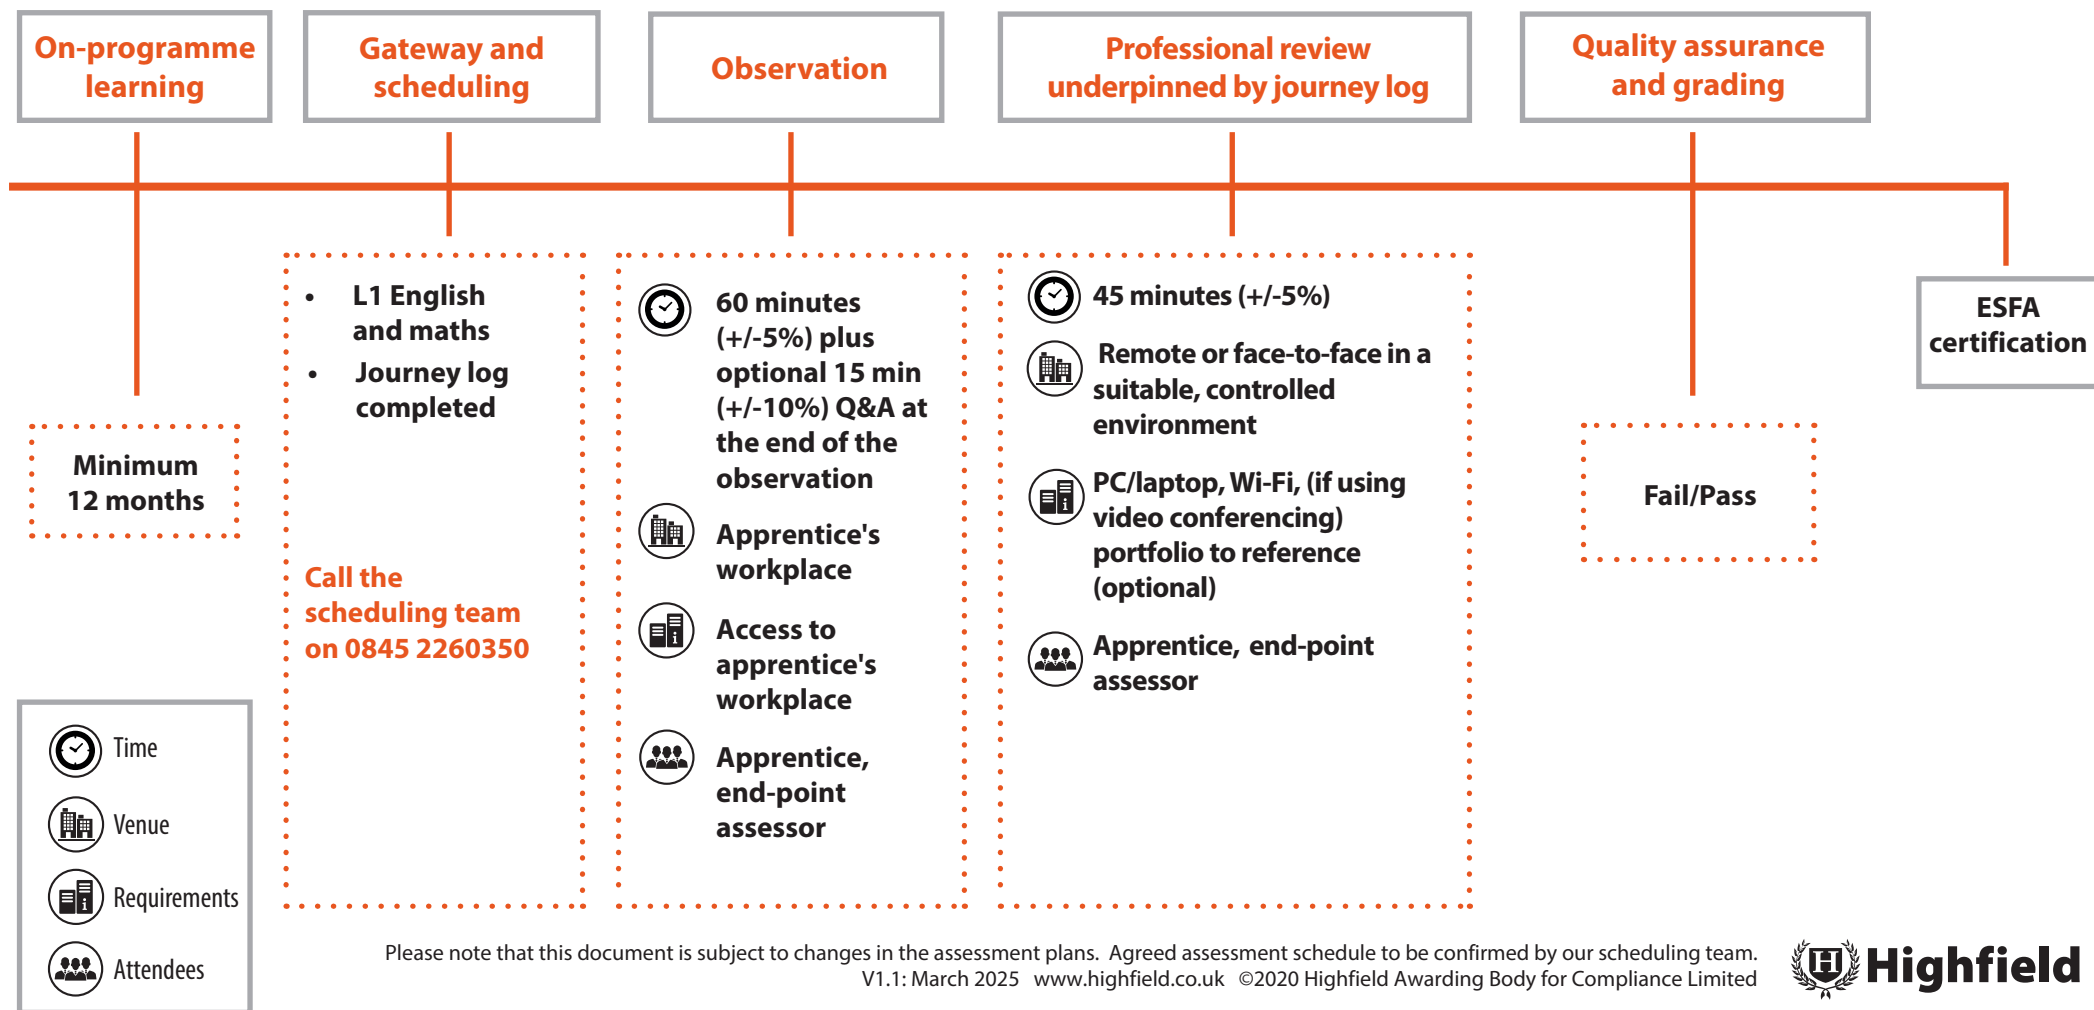 On-programme
learning
Gateway and
scheduling
Observation
Professional review
underpinned by journey log
Quality assurance
and grading
Minimum
12 months
• L1 English
and maths
• Journey log
completed
Call the
scheduling team
on 0845 2260350
60 minutes
(+/-5%) plus
optional 15 min
(+/-10%) Q&A at
the end of the
observation
Apprentice's
workplace
Access to
apprentice's
workplace
Apprentice,
end-point
assessor
45 minutes (+/-5%)
Remote or face-to-face in a
suitable, controlled
environment
PC/laptop, Wi-Fi, (if using
video conferencing)
portfolio to reference
(optional)
Apprentice, end-point
assessor
Fail/Pass
ESFA
certification
Time
Venue
Requirements
Attendees
Please note that this document is subject to changes in the assessment plans. Agreed assessment schedule to be confirmed by our scheduling team.
V1.1: March 2025 www.highfield.co.uk ©2020 Highfield Awarding Body for Compliance Limited
H Highfield